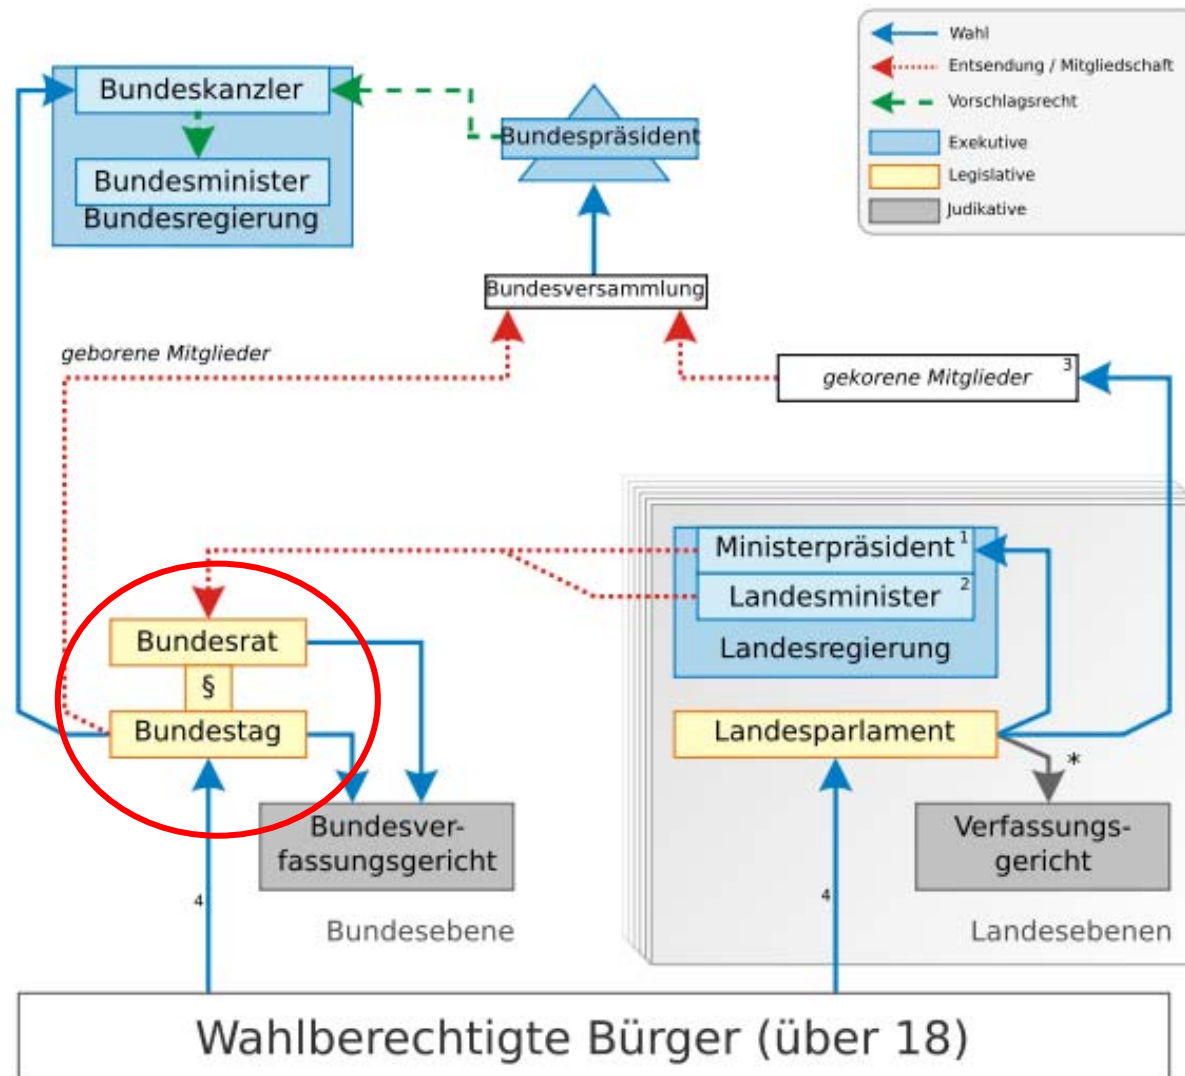 Wahl
Entsendung / Mitgliedschaft
Vorschlagsrecht
Exekutive
Legislative
Judikative
Bundeskanzler
Bundesminister
Bundesregierung
Bundespräsident
Bundesversammlung
geborene Mitglieder
gekorene Mitglieder 3
Ministerpräsident 1
Landesminister 2
Landesregierung
Bundesrat
§
Bundestag
Landesparlament
*
Bundesver-
fassungsgericht
Verfassungs-
gericht
4
4
Bundesebene
Landesebenen
Wahlberechtigte Bürger (über 18)